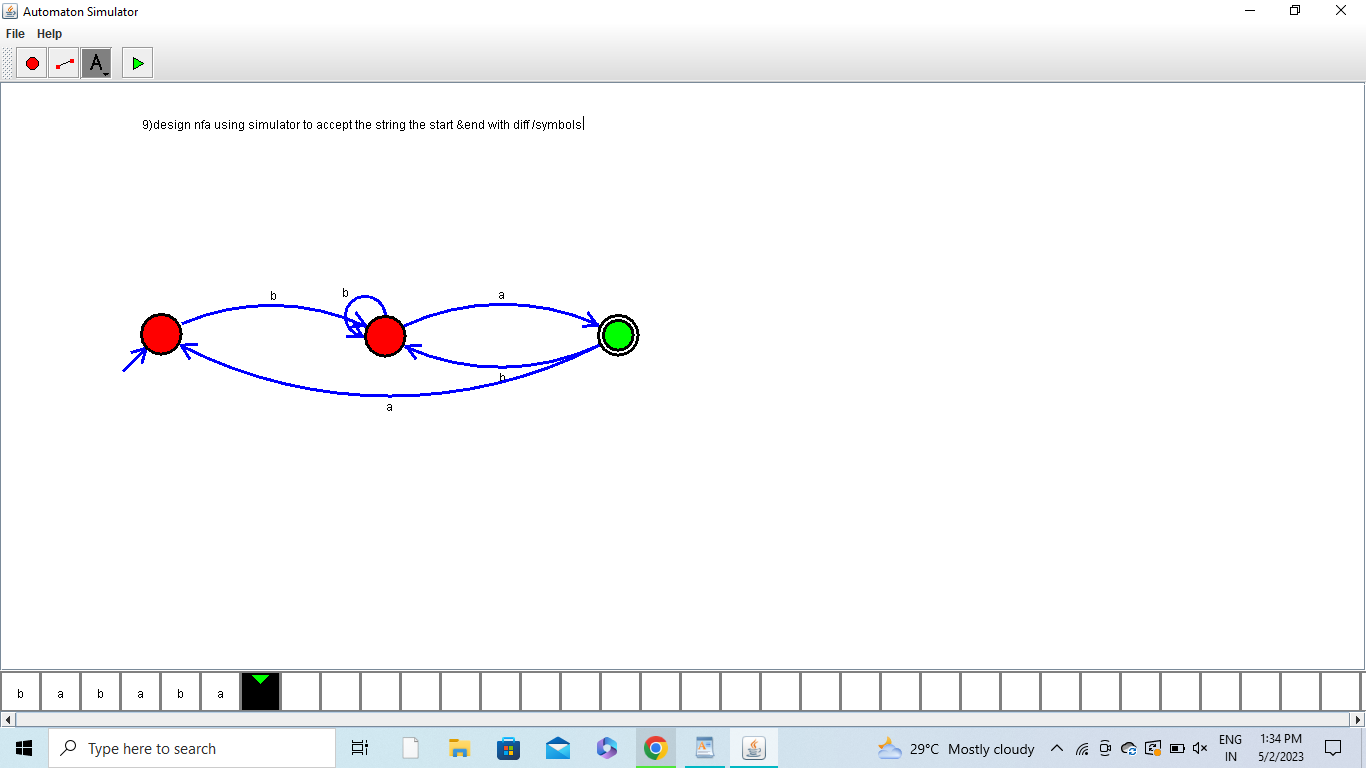 Automaton Simulator
File Help
A
9)design nfa using simulator to accept the string the start &end with diff /symbols
b
b
a
b
a
b a b a b a
Type here to search
29°C Mostly cloudy
ENG
IN
1:34 PM
5/2/2023